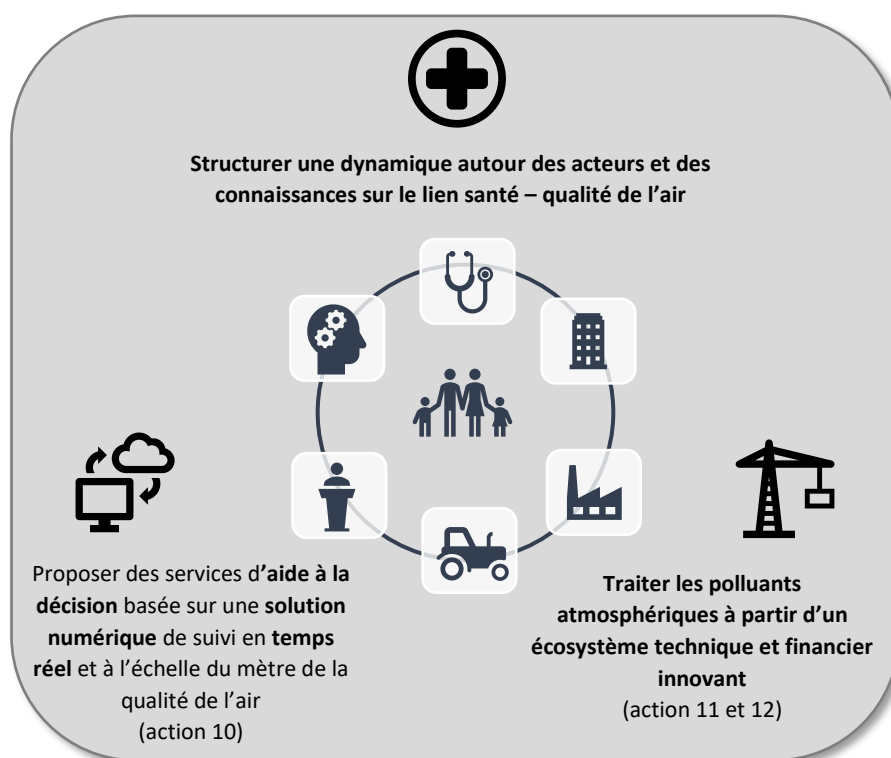 Structurer une dynamique autour des acteurs et des
connaissances sur le lien santé – qualité de l’air
Proposer des services d’aide à la
décision basée sur une solution
numérique de suivi en temps
réel et à l’échelle du mètre de la
qualité de l’air
(action 10)
Traiter les polluants
atmosphériques à partir d’un
écosystème technique et financier
innovant
(action 11 et 12)